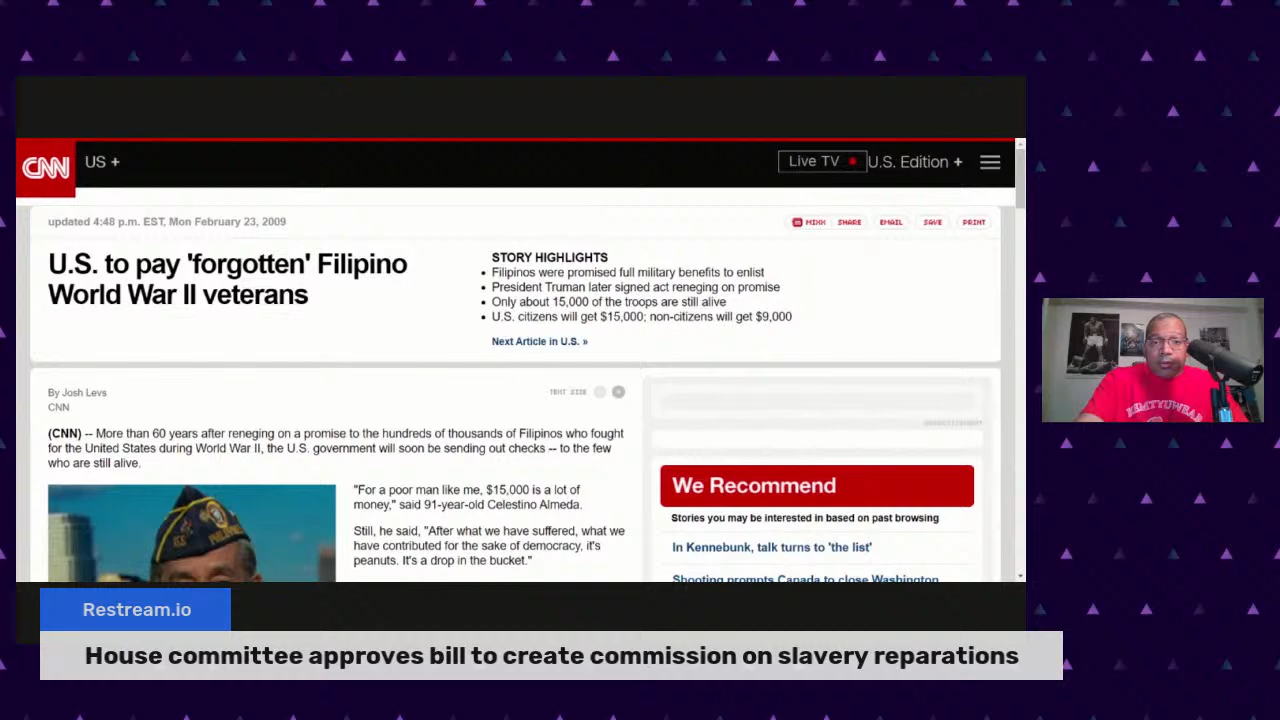 CNN
US +
Live TV
U.S. Edition +
updated 4:48 p.m. EST, Mon February 23, 2009
MIXX SHARE EMAIL SAVE PRINT
U.S. to pay 'forgotten' Filipino
World War II veterans
STORY HIGHLIGHTS
Filipinos were promised full military benefits to enlist
President Truman later signed act reneging on promise
Only about 15,000 of the troops are still alive
U.S. citizens will get $15,000; non-citizens will get $9,000
Next Article in U.S. »
By Josh Levs
CNN
TEXT SIZE
(CNN) -- More than 60 years after reneging on a promise to the hundreds of thousands of Filipinos who fought
for the United States during World War II, the U.S. government will soon be sending out checks -- to the few
who are still alive.
"For a poor man like me, $15,000 is a lot of
money," said 91-year-old Celestino Almeda.
Still, he said, "After what we have suffered, what we
have contributed for the sake of democracy, it's
peanuts. It's a drop in the bucket."
ADVERTISEMENT
We Recommend
Stories you may be interested in based on past browsing
In Kennebunk, talk turns to 'the list'
Shooting prompts Canada to close Washington
KEMTYUWEAR
Restream.io
House committee approves bill to create commission on slavery reparations